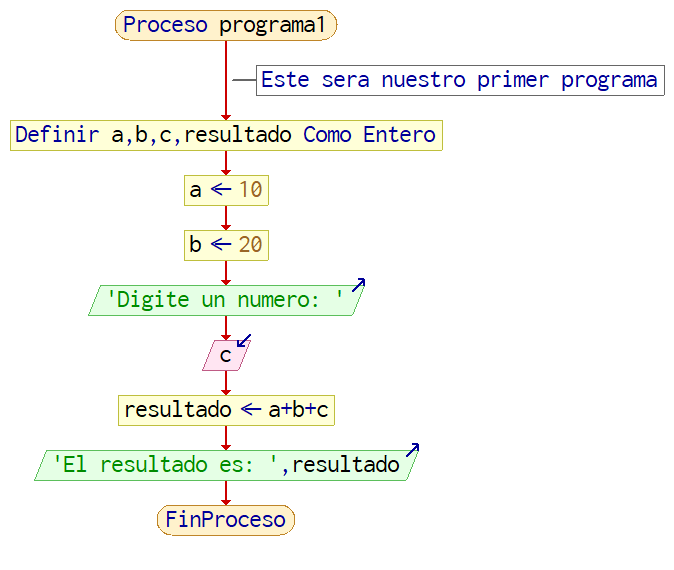 Proceso programa1
Este sera nuestro primer programa
Definir a,b,c,resultado Como Entero
a ← 10
b ← 20
'Digite un numero: '
c
resultado ← a+b+c
'El resultado es: ',resultado
FinProceso